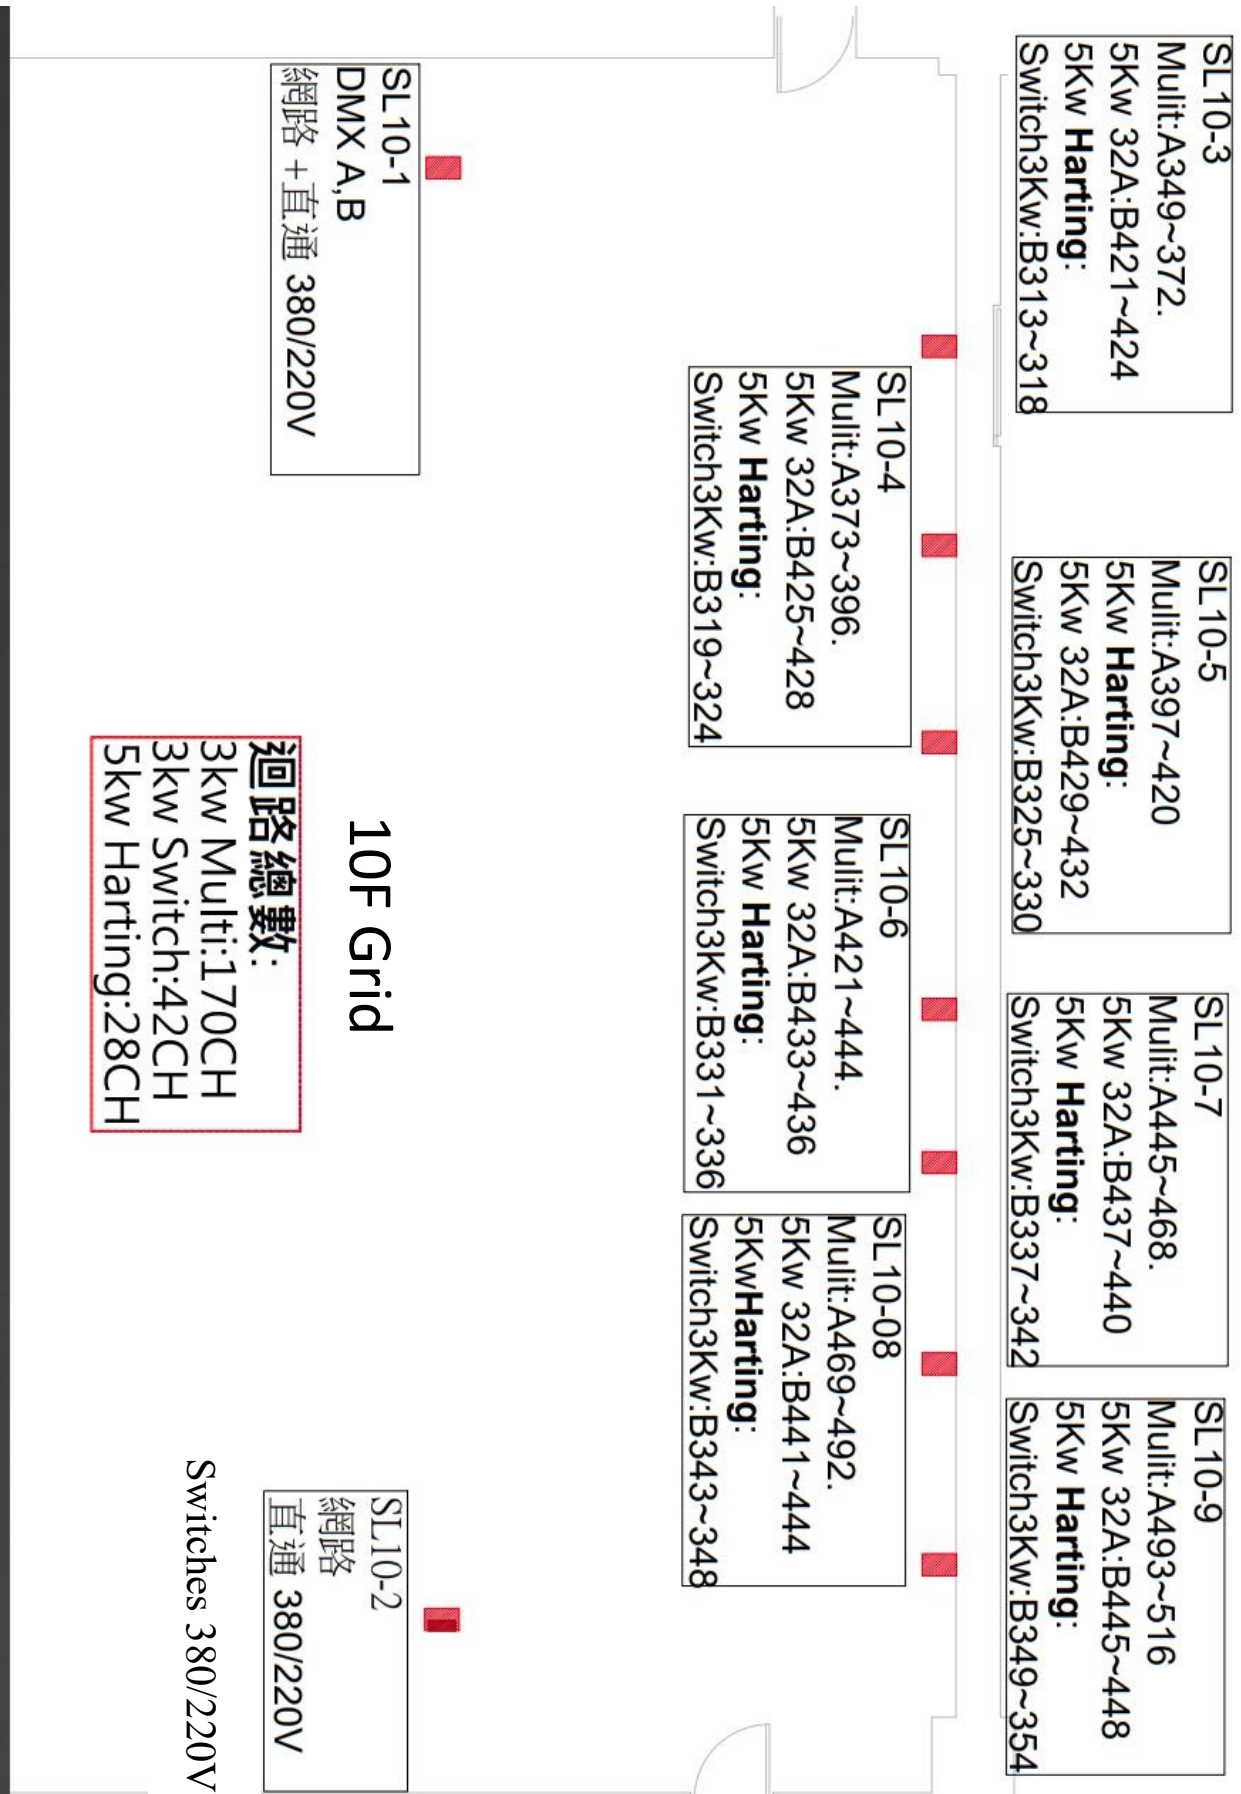 SL10-3
Mulit:A349~372.
5Kw 32A:B421~424
5Kw Harting:
Switch3Kw:B313~318
SL10-5
Mulit:A397~420
5Kw Harting:
5Kw 32A:B429~432
Switch3Kw:B325~330
SL10-7
Mulit:A445~468.
5Kw 32A:B437~440
5Kw Harting:
Switch3Kw:B337~342
SL10-9
Mulit:A493~516
5Kw 32A:B445~448
5Kw Harting:
Switch3Kw:B349~354
SL10-4
Mulit:A373~396.
5Kw 32A:B425~428
5Kw Harting:
Switch3Kw:B319~324
SL10-6
Mulit:A421~444.
5Kw 32A:B433~436
5Kw Harting:
Switch3Kw:B331~336
SL10-08
Mulit:A469~492.
5Kw 32A:B441~444
5KwHarting:
Switch3Kw:B343~348
SL10-1
DMX A,B
網路 +直通 380/220V
10F Grid
迴路總數:
3kw Multi:170CH
3kw Switch:42CH
5kw Harting:28CH
SL10-2
網路
直通 380/220V
Switches 380/220V